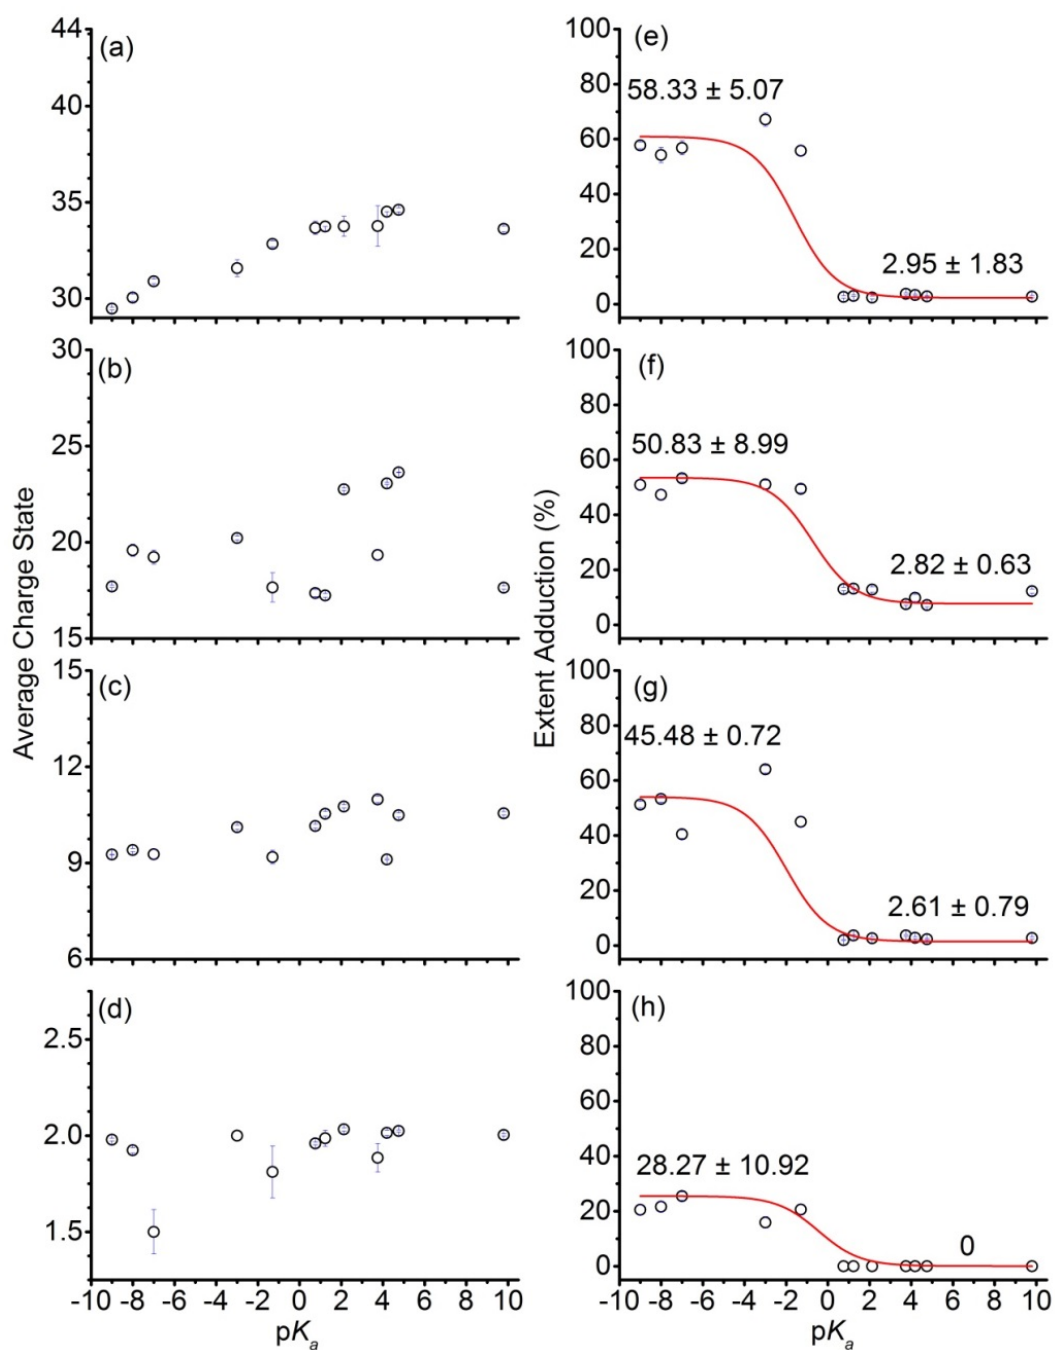 Average Charge State
(a)
44
40
35
30
(b)
30
25
20
15
(c)
15
12
9
6
(d)
2.5
2.0
1.5
-10 -8 -6 -4 -2 0 2 4 6 8 10
pKₐ
Extent Adduction (%)
(e)
100
80
60
40
20
0
58.33 ± 5.07
2.95 ± 1.83
(f)
100
80
60
40
20
0
50.83 ± 8.99
2.82 ± 0.63
(g)
100
80
60
40
20
0
45.48 ± 0.72
2.61 ± 0.79
(h)
100
80
60
40
20
0
28.27 ± 10.92
0
-10 -8 -6 -4 -2 0 2 4 6 8 10
pKₐ